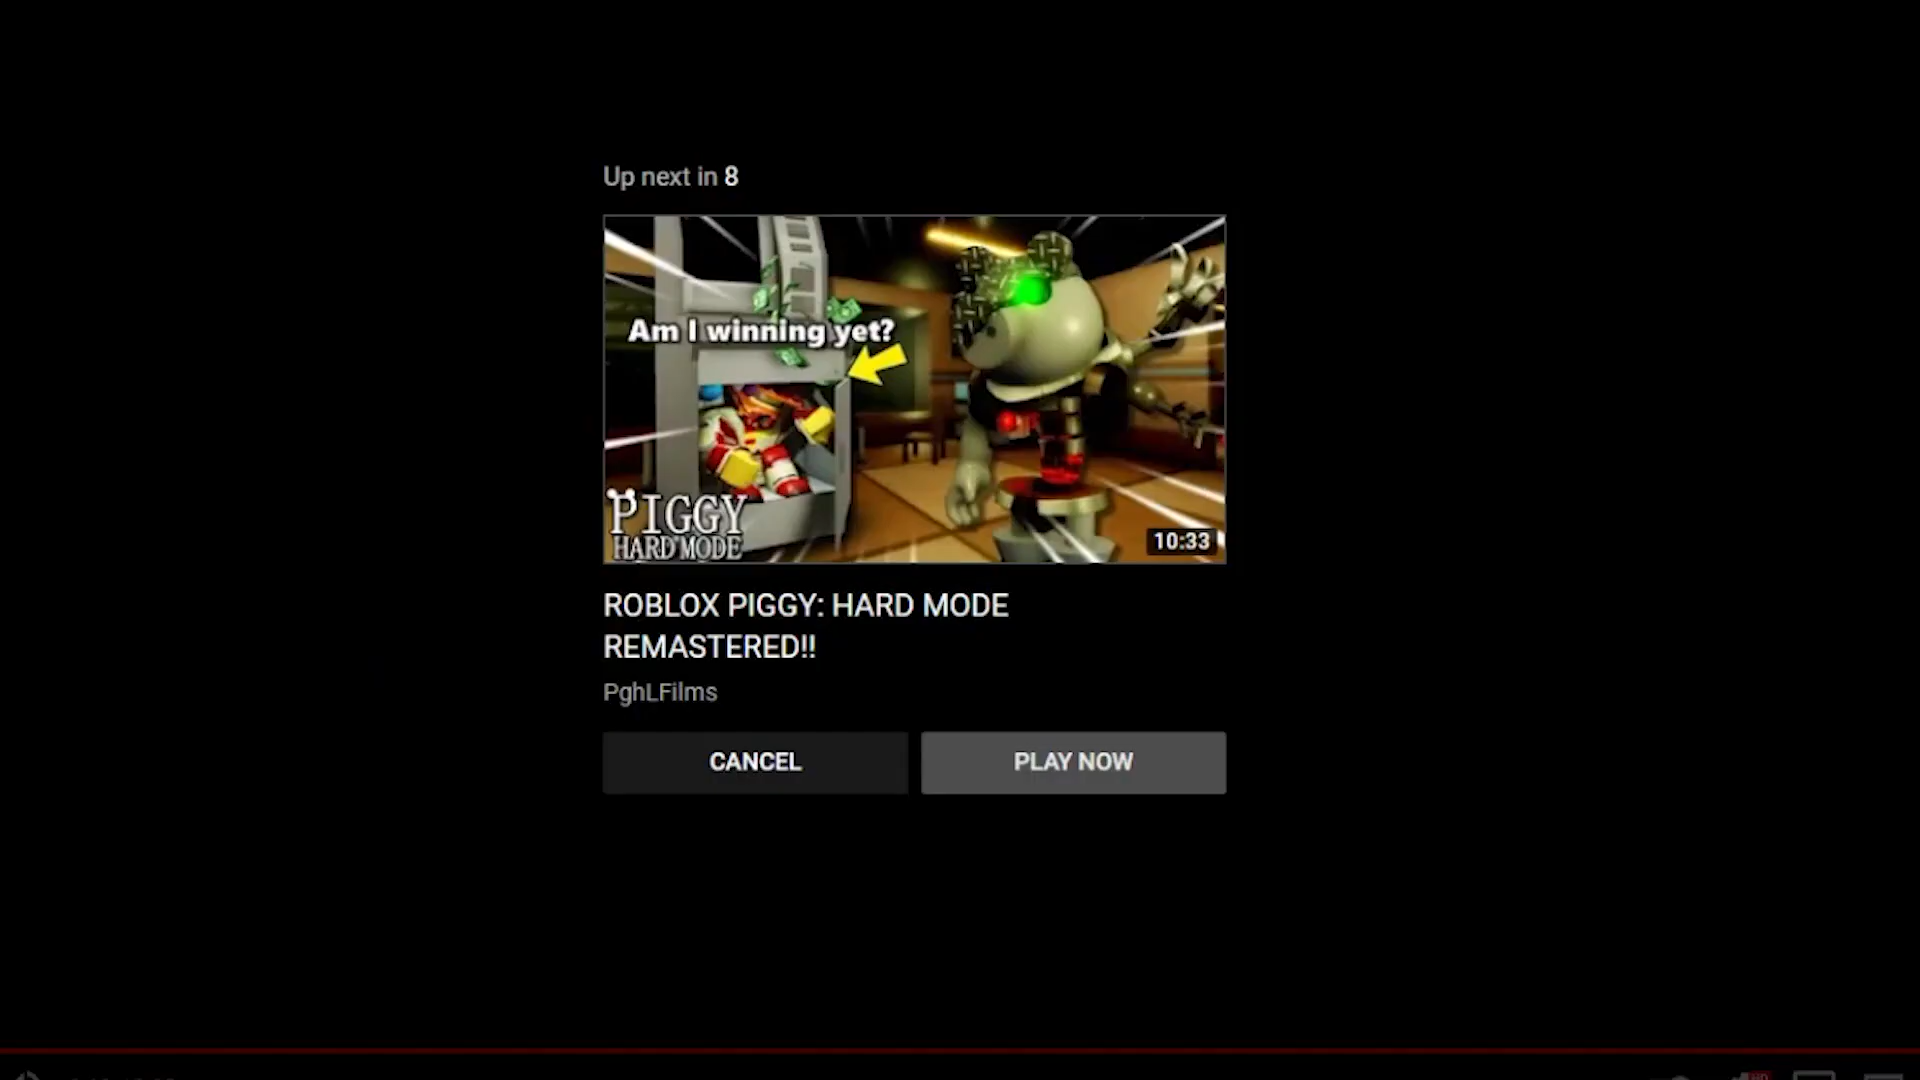 Up next in 8
Am I winning yet?
PIGGY
HARD MODE
10:33
ROBLOX PIGGY: HARD MODE
REMASTERED!!
PghLFilms
CANCEL
PLAY NOW
HD